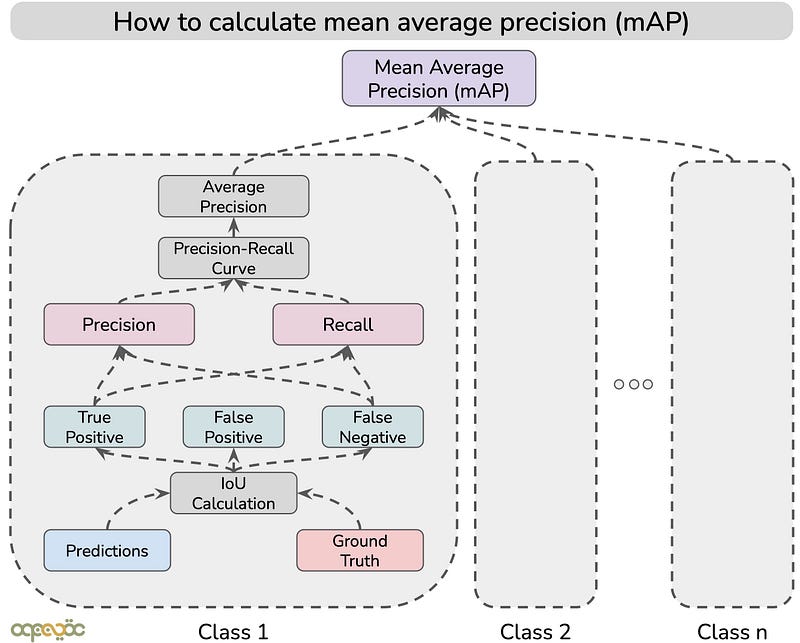 How to calculate mean average precision (mAP)
Mean Average
Precision (mAP)
Average
Precision
Precision-Recall
Curve
Precision
Recall
True
Positive
False
Positive
False
Negative
IoU
Calculation
Predictions
Ground
Truth
Class 1
Class 2
Class n